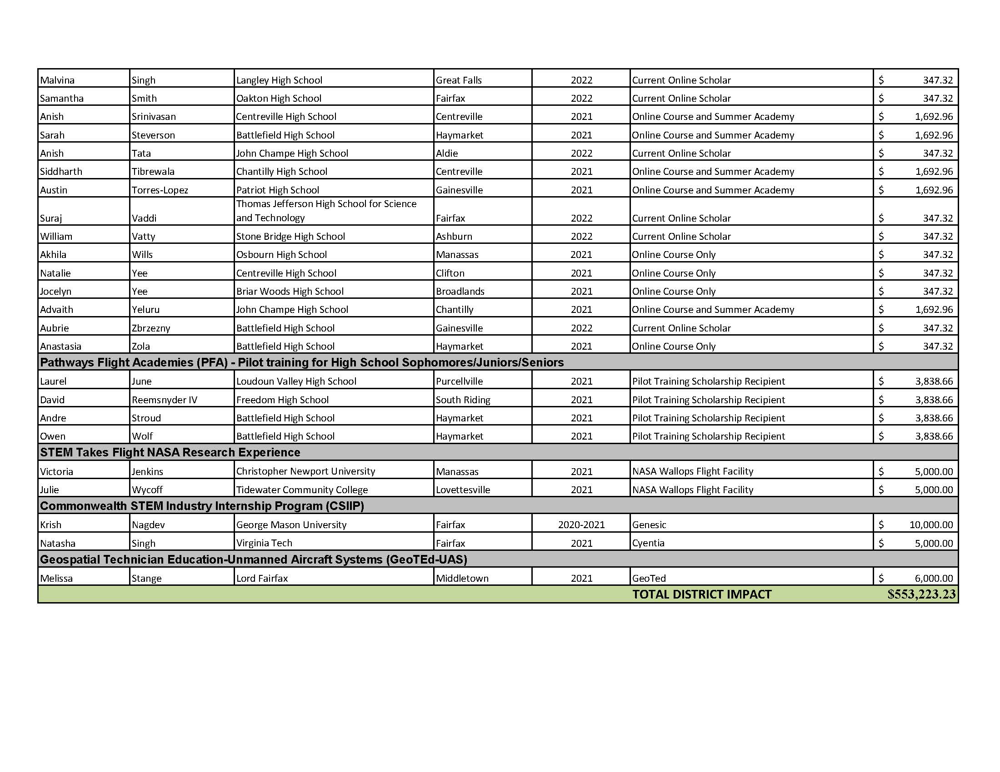 Malvina Singh Langley High School Great Falls 2022 Current Online Scholar $ 347.32
Samantha Smith Oakton High School Fairfax 2022 Current Online Scholar $ 347.32
Anish Srinivasan Centreville High School Centreville 2021 Online Course and Summer Academy $ 1,692.96
Sarah Steverson Battlefield High School Haymarket 2021 Online Course and Summer Academy $ 1,692.96
Anish Tata John Champe High School Aldie 2022 Current Online Scholar $ 347.32
Siddharth Tibrewala Chantilly High School Centreville 2021 Online Course and Summer Academy $ 1,692.96
Austin Torres-Lopez Patriot High School Gainesville 2021 Online Course and Summer Academy $ 1,692.96
Thomas Jefferson High School for Science
Suraj Vaddi and Technology Fairfax 2022 Current Online Scholar $ 347.32
William Vatty Stone Bridge High School Ashburn 2022 Current Online Scholar $ 347.32
Akhila Wills Osbourn High School Manassas 2021 Online Course Only $ 347.32
Natalie Yee Centreville High School Clifton 2021 Online Course Only $ 347.32
Jocelyn Yee Briar Woods High School Broadlands 2021 Online Course Only $ 347.32
Advaith Yeluru John Champe High School Chantilly 2021 Online Course and Summer Academy $ 1,692.96
Aubrie Zbrzezny Battlefield High School Gainesville 2022 Current Online Scholar $ 347.32
Anastasia Zola Battlefield High School Haymarket 2021 Online Course Only $ 347.32
Pathways Flight Academies (PFA) - Pilot training for High School Sophomores/Juniors/Seniors
Laurel June Loudoun Valley High School Purcellville 2021 Pilot Training Scholarship Recipient $ 3,838.66
David Reemsnyder IV Freedom High School South Riding 2021 Pilot Training Scholarship Recipient $ 3,838.66
Andre Stroud Battlefield High School Haymarket 2021 Pilot Training Scholarship Recipient $ 3,838.66
Owen Wolf Battlefield High School Haymarket 2021 Pilot Training Scholarship Recipient $ 3,838.66
STEM Takes Flight NASA Research Experience
Victoria Jenkins Christopher Newport University Manassas 2021 NASA Wallops Flight Facility $ 5,000.00
Julie Wycoff Tidewater Community College Lovettesville 2021 NASA Wallops Flight Facility $ 5,000.00
Commonwealth STEM Industry Internship Program (CSIIP)
Krish Nagdev George Mason University Fairfax 2020-2021 Genesic $ 10,000.00
Natasha Singh Virginia Tech Fairfax 2021 Cyentia $ 5,000.00
Geospatial Technician Education-Unmanned Aircraft Systems (GeoTEd-UAS)
Melissa Stange Lord Fairfax Middletown 2021 GeoTed $ 6,000.00
TOTAL DISTRICT IMPACT $553,223.23